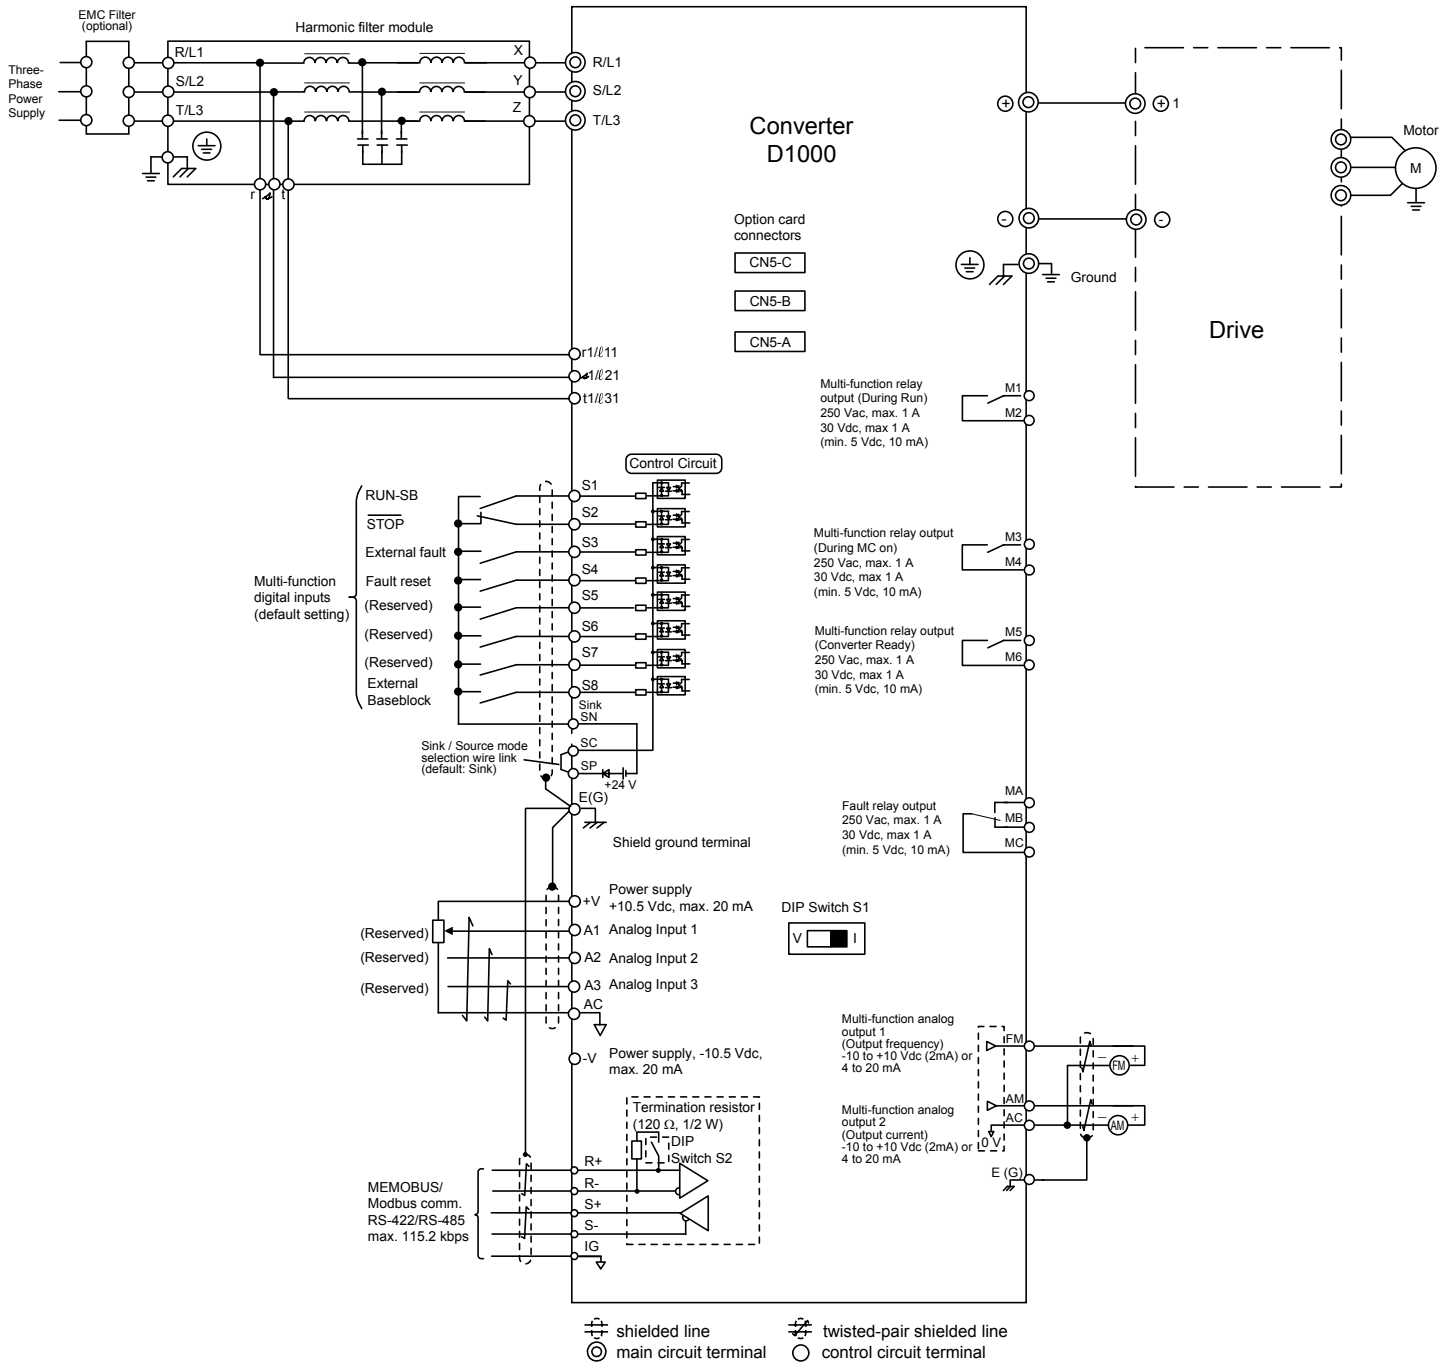 EMC Filter
(optional)
Harmonic filter module
Three-
Phase
Power
Supply
R/L1
S/L2
T/L3
X
Y
Z
R/L1
S/L2
T/L3
r
s
t
Converter
D1000
Option card
connectors
CN5-C
CN5-B
CN5-A
+
+ 1
-
-
Ground
Drive
Motor
M
r1/ℓ11
s1/ℓ21
t1/ℓ31
Multi-function relay
output (During Run)
250 Vac, max. 1 A
30 Vdc, max 1 A
(min. 5 Vdc, 10 mA)
M1
M2
Control Circuit
Multi-function
digital inputs
(default setting)
RUN-SB
STOP
External fault
Fault reset
(Reserved)
(Reserved)
(Reserved)
External
Baseblock
S1
S2
S3
S4
S5
S6
S7
S8
Sink
SN
SC
SP
+24 V
Sink / Source mode
selection wire link
(default: Sink)
E(G)
Shield ground terminal
Multi-function relay output
(During MC on)
250 Vac, max. 1 A
30 Vdc, max 1 A
(min. 5 Vdc, 10 mA)
M3
M4
Multi-function relay output
(Converter Ready)
250 Vac, max. 1 A
30 Vdc, max 1 A
(min. 5 Vdc, 10 mA)
M5
M6
Fault relay output
250 Vac, max. 1 A
30 Vdc, max 1 A
(min. 5 Vdc, 10 mA)
MA
MB
MC
+V Power supply
+10.5 Vdc, max. 20 mA
(Reserved)
A1 Analog Input 1
(Reserved)
A2 Analog Input 2
(Reserved)
A3 Analog Input 3
AC
-V Power supply, -10.5 Vdc,
max. 20 mA
DIP Switch S1
V I
Multi-function analog
output 1
(Output frequency)
-10 to +10 Vdc (2mA) or
4 to 20 mA
FM
− FM +
Multi-function analog
output 2
(Output current)
-10 to +10 Vdc (2mA) or
4 to 20 mA
AM
AC
0 V
− AM +
E (G)
Termination resistor
(120 Ω, 1/2 W)
DIP
Switch S2
MEMOBUS/
Modbus comm.
RS-422/RS-485
max. 115.2 kbps
R+
R-
S+
S-
IG
shielded line
twisted-pair shielded line
main circuit terminal
control circuit terminal